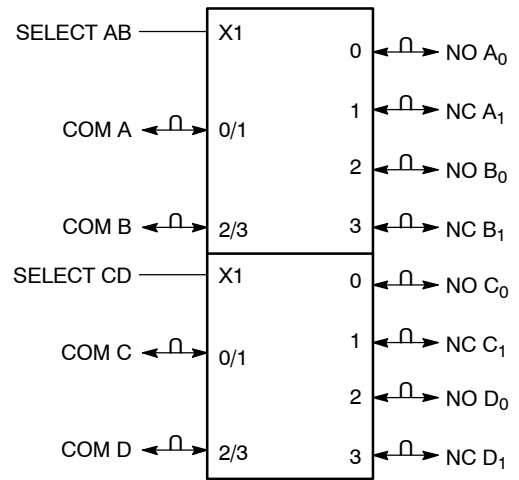 SELECT AB X1
0 NO A0
COM A 0/1 1 NC A1
2 NO B0
COM B 2/3 3 NC B1
SELECT CD X1 0 NO C0
COM C 0/1 1 NC C1
2 NO D0
COM D 2/3 3 NC D1